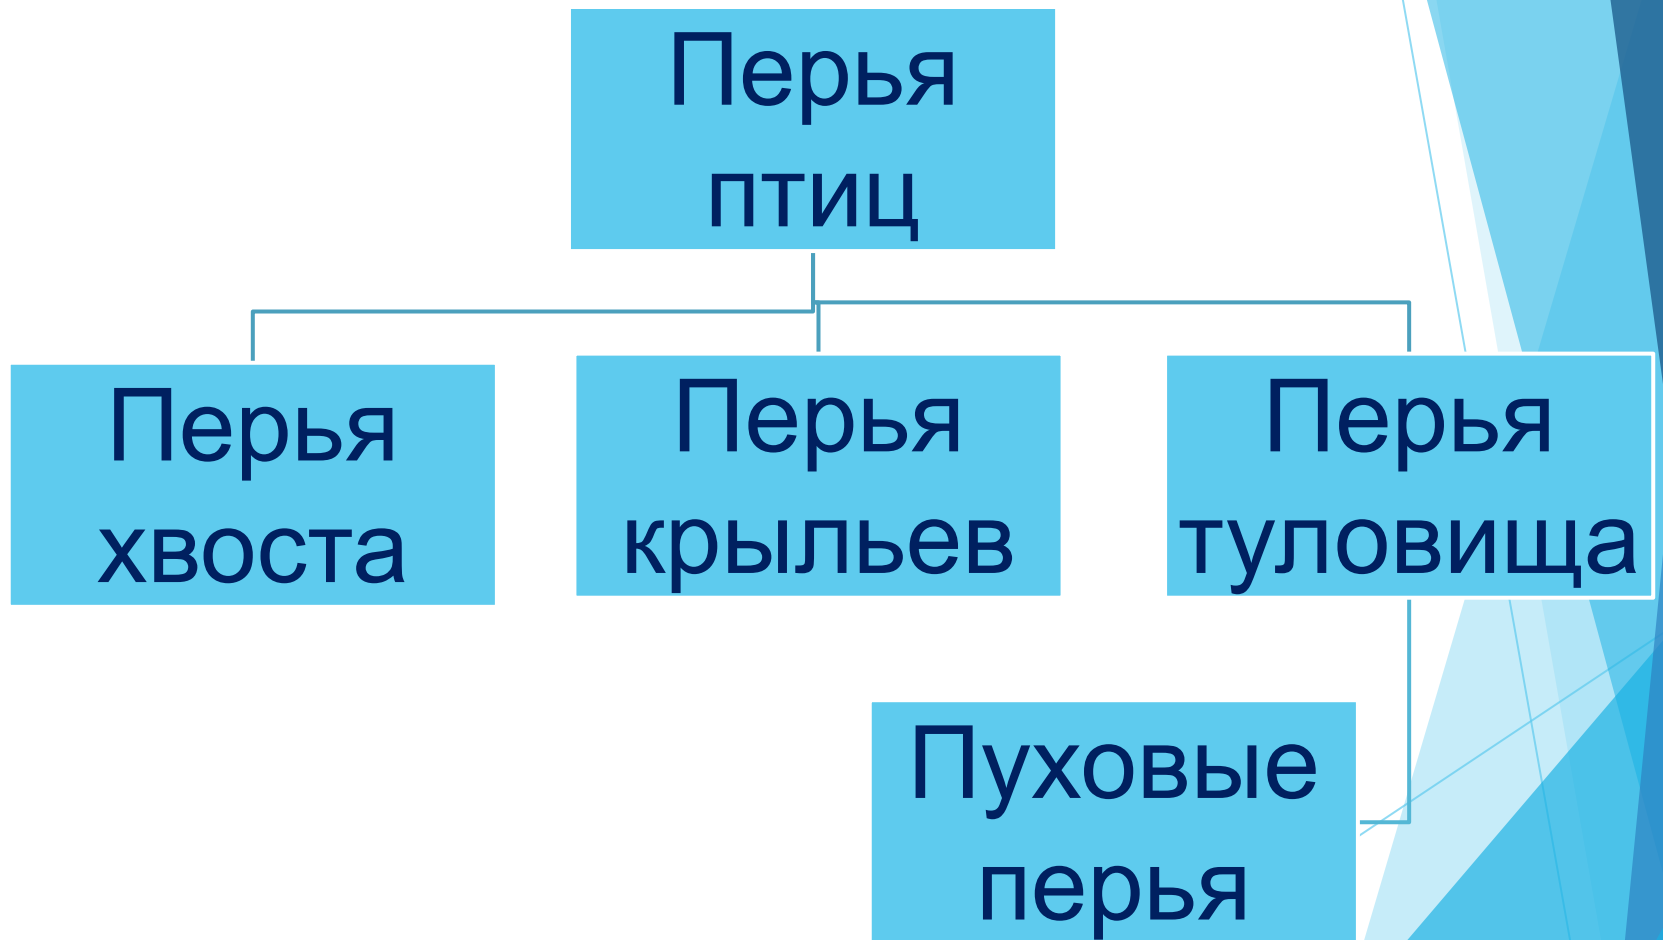 Перья
птиц
Перья
хвоста
Перья
крыльев
Перья
туловища
Пуховые
перья